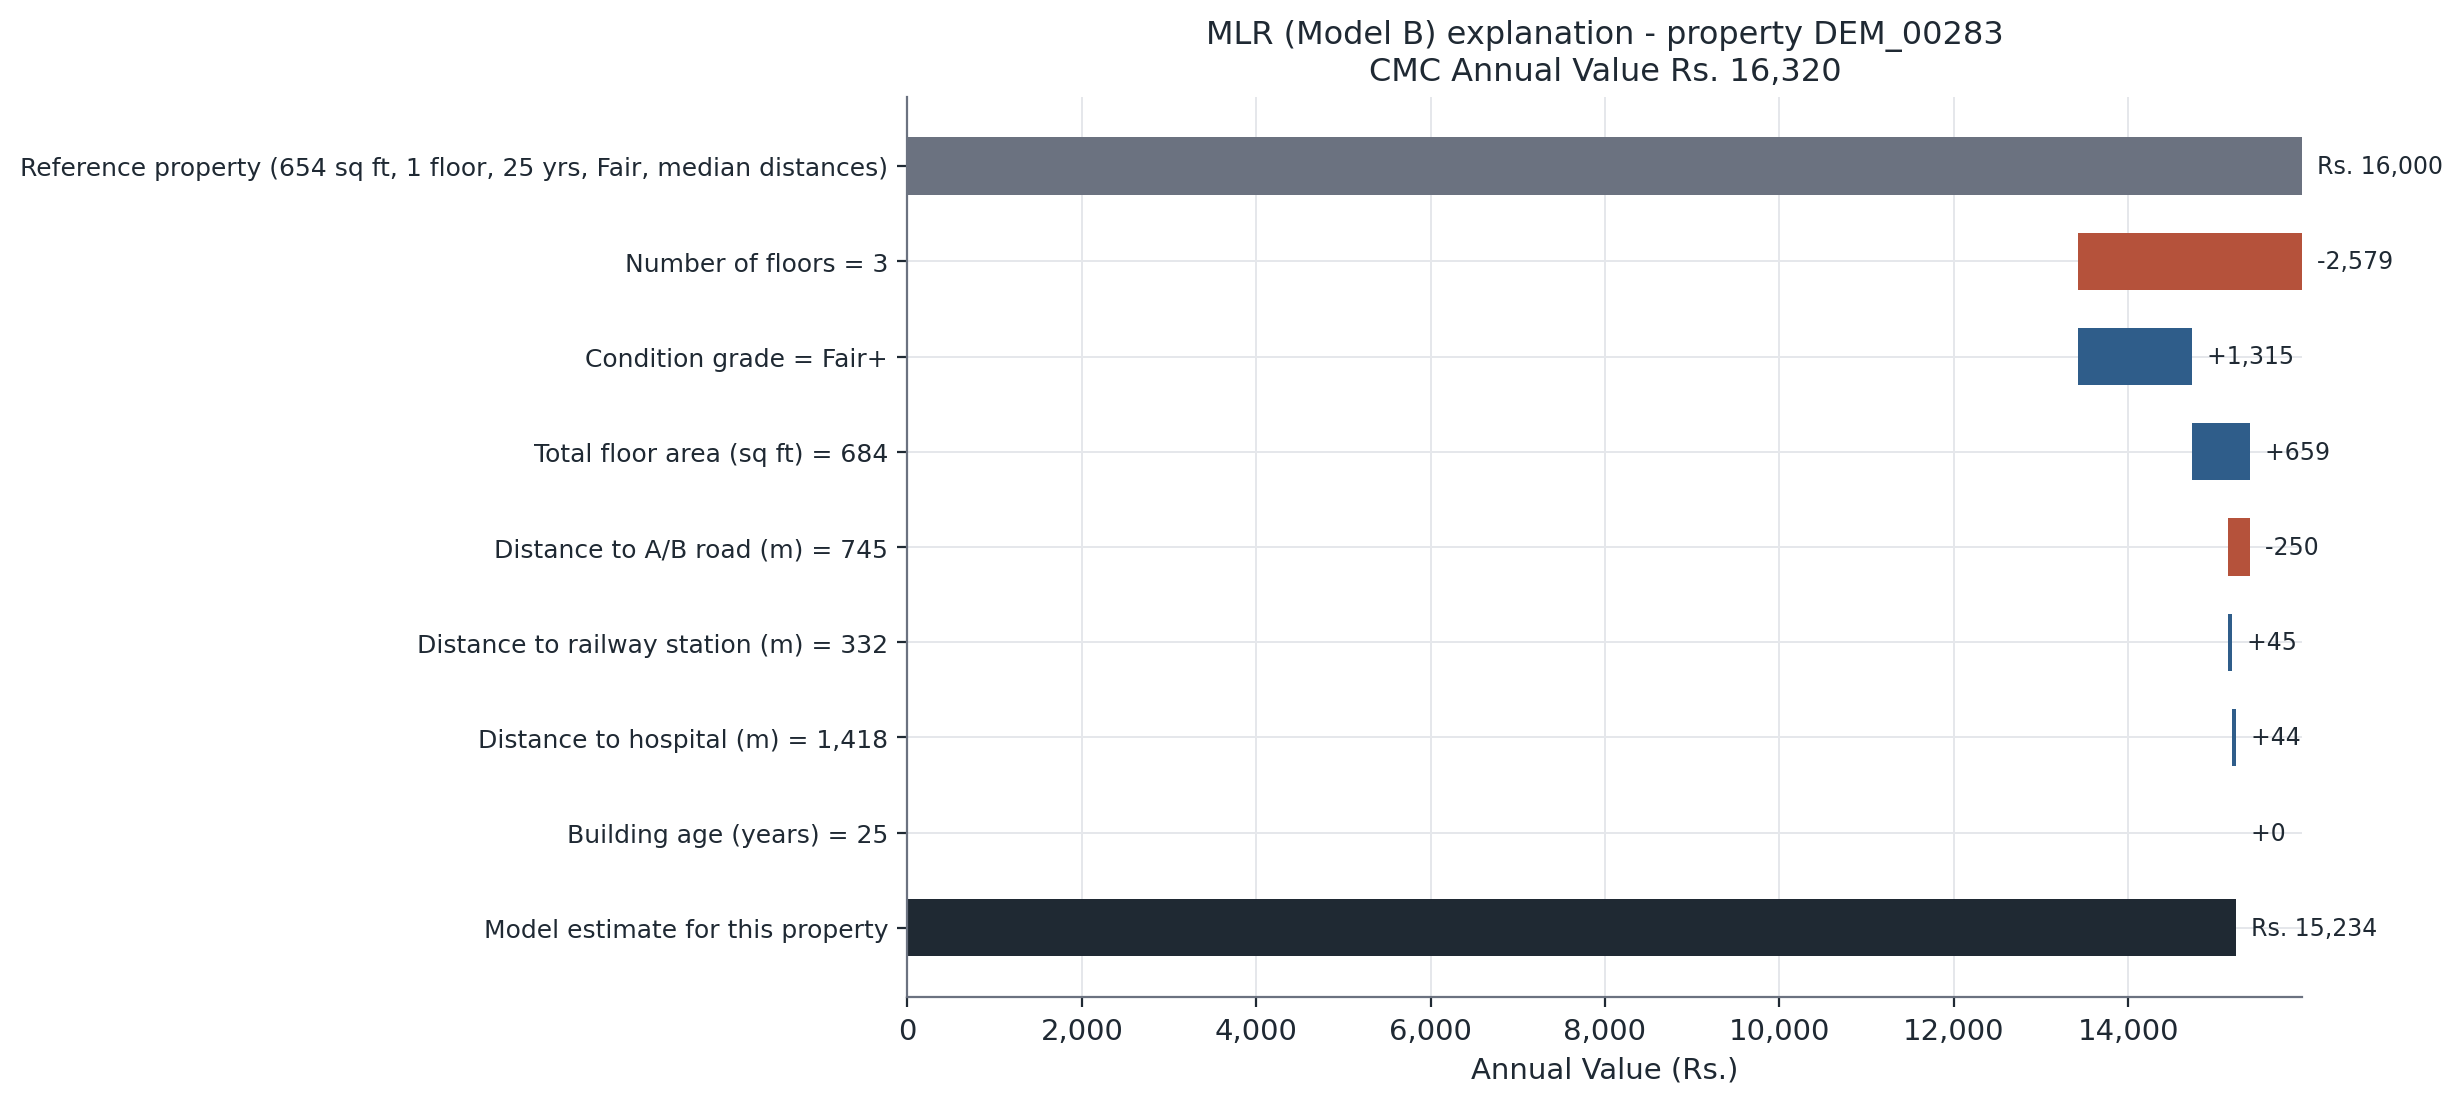 MLR (Model B) explanation - property DEM_00283
CMC Annual Value Rs. 16,320
Reference property (654 sq ft, 1 floor, 25 yrs, Fair, median distances)
Rs. 16,000
Number of floors = 3
-2,579
Condition grade = Fair+
+1,315
Total floor area (sq ft) = 684
+659
Distance to A/B road (m) = 745
-250
Distance to railway station (m) = 332
+45
Distance to hospital (m) = 1,418
+44
Building age (years) = 25
+0
Model estimate for this property
Rs. 15,234
0 2,000 4,000 6,000 8,000 10,000 12,000 14,000
Annual Value (Rs.)